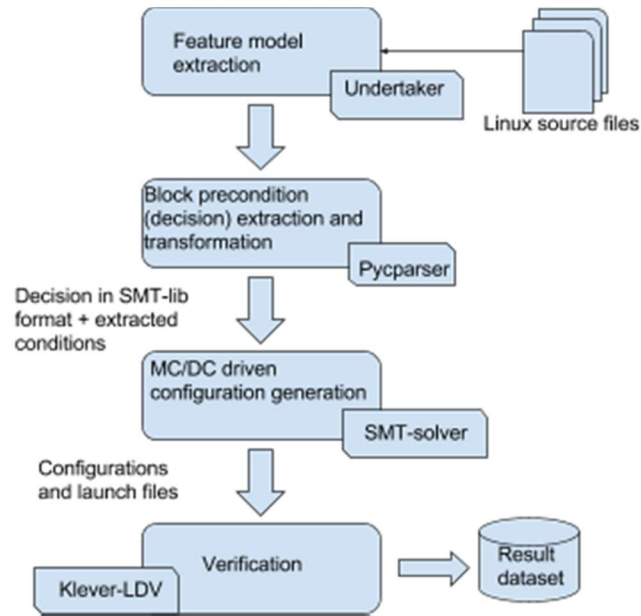 Feature model
extraction
Undertaker
Linux source files
Block precondition
(decision) extraction and
transformation
Pycparser
Decision in SMT-lib
format + extracted
conditions
MC/DC driven
configuration generation
SMT-solver
Configurations
and launch files
Verification
Klever-LDV
Result
dataset